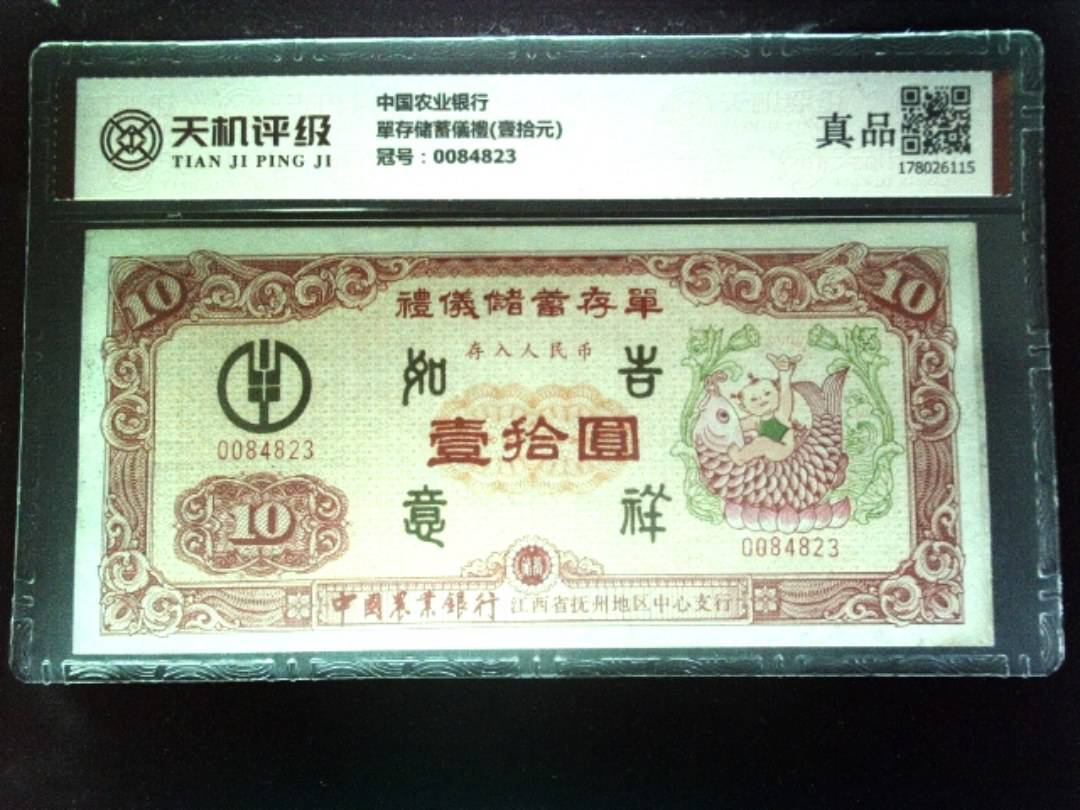 天机评级
TIAN JI PING JI
中国农业银行
單存储蓄儀禮(壹拾元)
冠号：0084823
真品
178026115
10
10
禮儀儲蓄存單
存入人民币
如 吉
壹拾圓
意 祥
0084823
10
0084823
中國農業銀行 江西省抚州地区中心支行